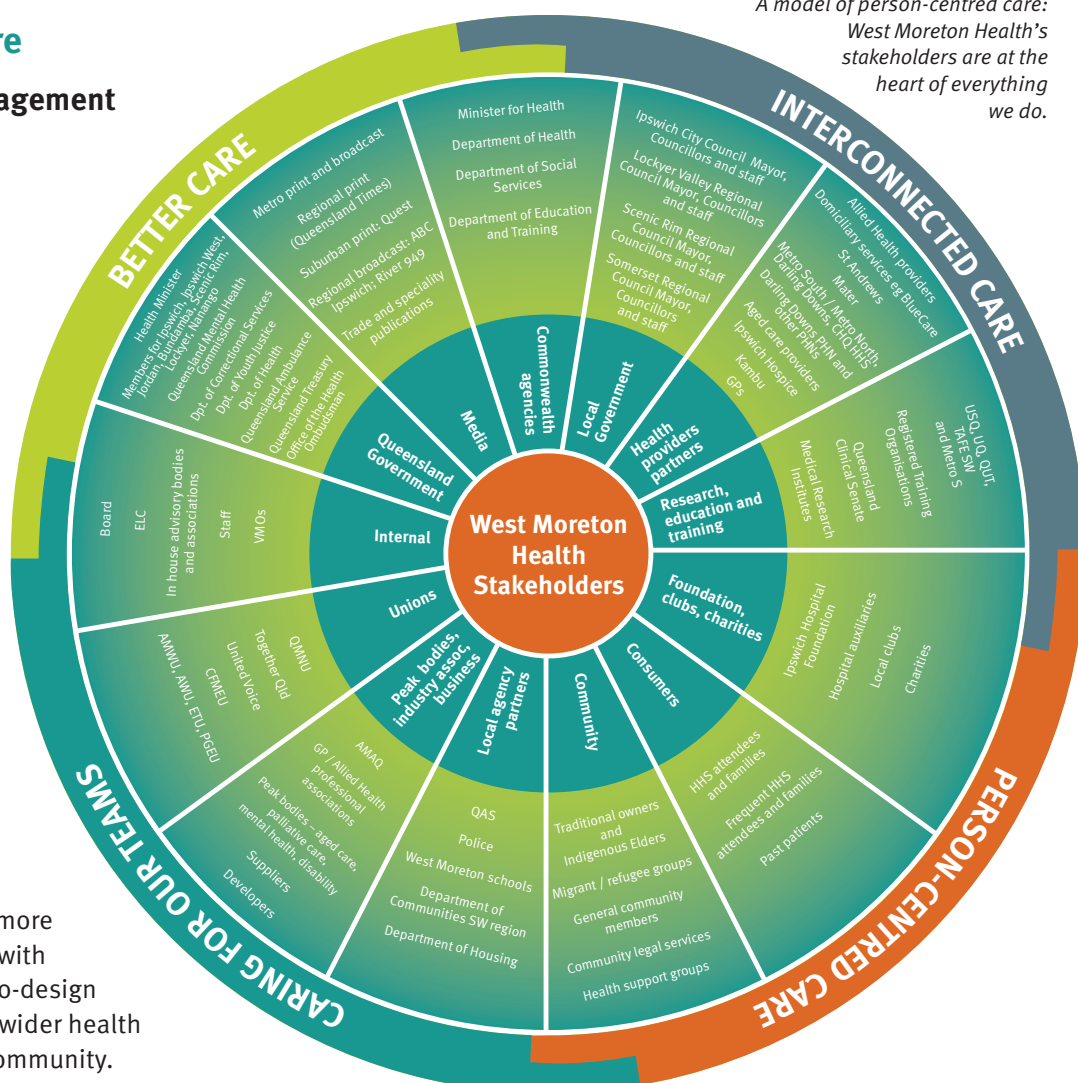 re
agement
A model of person-centred care:
West Moreton Health’s
stakeholders are at the
heart of everything
we do.
BETTER CARE
INTERCONNECTED CARE
PERSON-CENTRED CARE
CARING FOR OUR TEAMS
West Moreton
Health
Stakeholders
Commonwealth
agencies
Minister for Health
Department of Health
Department of Social
Services
Department of Education
and Training
Local
Government
Ipswich City Council Mayor,
Councillors and staff
Lockyer Valley Regional
Council Mayor, Councillors
and staff
Scenic Rim Regional
Council Mayor,
Councillors and staff
Somerset Regional
Council Mayor,
Councillors
and staff
Health
providers
partners
Allied Health providers
Domiciliary services eg BlueCare
St Andrews
Mater
Metro South / Metro North,
Darling Downs, CHQ HHS
Darling Downs PHN and
other PHNs
Aged care providers
Ipswich Hospice
Kambu
GPs
Research,
education and
training
USQ, UQ, QUT,
TAFE SW
and Metro S
Registered Training
Organisations
Queensland
Clinical Senate
Medical Research
Institutes
Foundation,
clubs, charities
Ipswich Hospital
Foundation
Hospital auxiliaries
Local clubs
Charities
Consumers
HHS attendees
and families
Frequent HHS
attendees and families
Past patients
Community
Traditional owners
and
Indigenous Elders
Migrant / refugee groups
General community
members
Community legal services
Health support groups
Local agency
partners
QAS
Police
West Moreton schools
Department of
Communities SW region
Department of Housing
Peak bodies,
industry assoc,
business
AMAQ
GP / Allied Health
professional
associations
Peak bodies – aged care,
palliative care,
mental health, disability
Suppliers
Developers
Unions
QMNU
Together Qld
United Voice
CFMEU
AMWU, AWU, ETU, PGEU
Internal
Board
ELC
In house advisory bodies
and associations
Staff
VMOs
Queensland
Government
Health Minister
Members for Ipswich, Ipswich West,
Jordan, Bundamba, Scenic Rim,
Lockyer, Nanango
Queensland Mental Health
Commission
Dpt. of Correctional Services
Dpt. of Youth Justice
Dpt. of Health
Queensland Ambulance
Service
Queensland Treasury
Office of the Health
Ombudsman
Media
Metro print and broadcast
Regional print
(Queensland Times)
Suburban print: Quest
Regional broadcast: ABC
Ipswich; River 949
Trade and speciality
publications
more
with
o-design
wider health
ommunity.